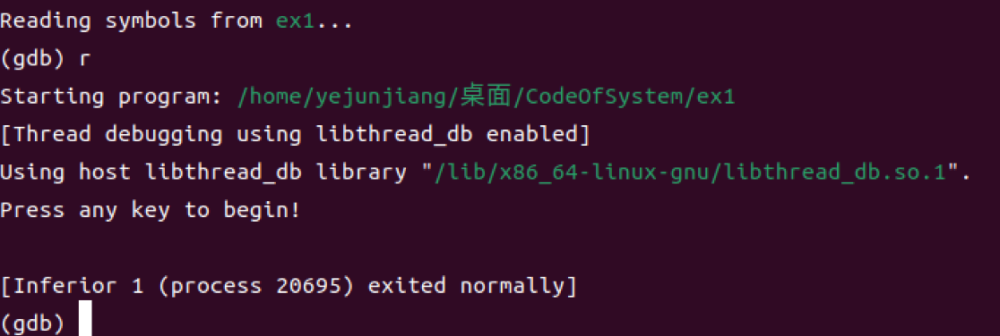 Reading symbols from ex1...
(gdb) r
Starting program: /home/yejunjiang/桌面/CodeOfSystem/ex1
[Thread debugging using libthread_db enabled]
Using host libthread_db library "/lib/x86_64-linux-gnu/libthread_db.so.1".
Press any key to begin!
[Inferior 1 (process 20695) exited normally]
(gdb)